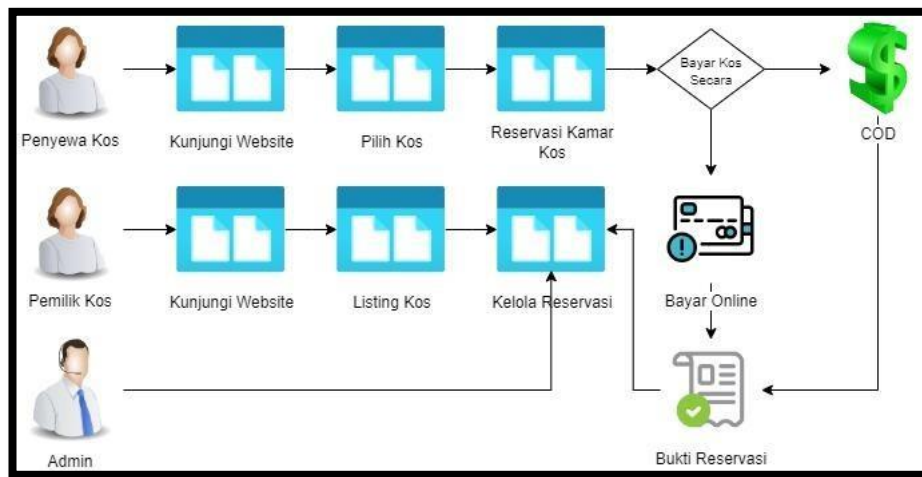 Bayar Kos
Secara
Penyewa Kos
Kunjungi Website
Pilih Kos
Reservasi Kamar
Kos
COD
Pemilik Kos
Kunjungi Website
Listing Kos
Kelola Reservasi
Bayar Online
Admin
Bukti Reservasi